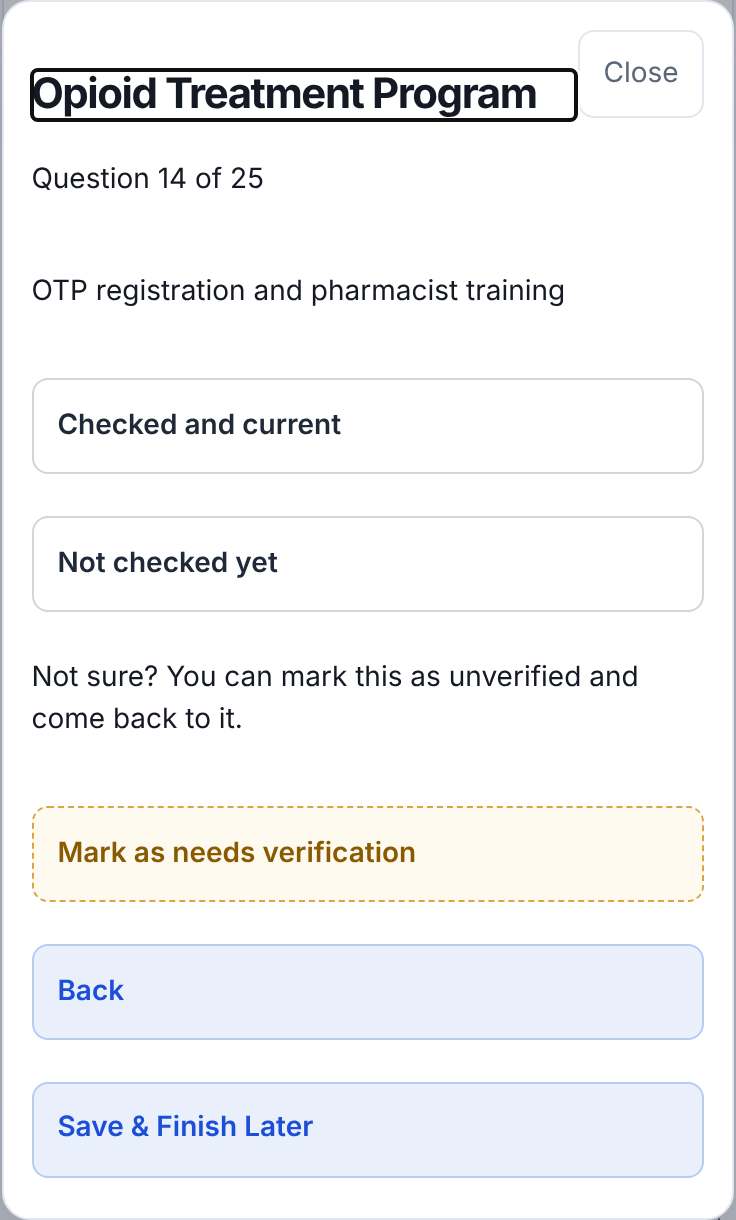 Close
Opioid Treatment Program
Question 14 of 25
OTP registration and pharmacist training
Checked and current
Not checked yet
Not sure? You can mark this as unverified and
come back to it.
Mark as needs verification
Back
Save & Finish Later